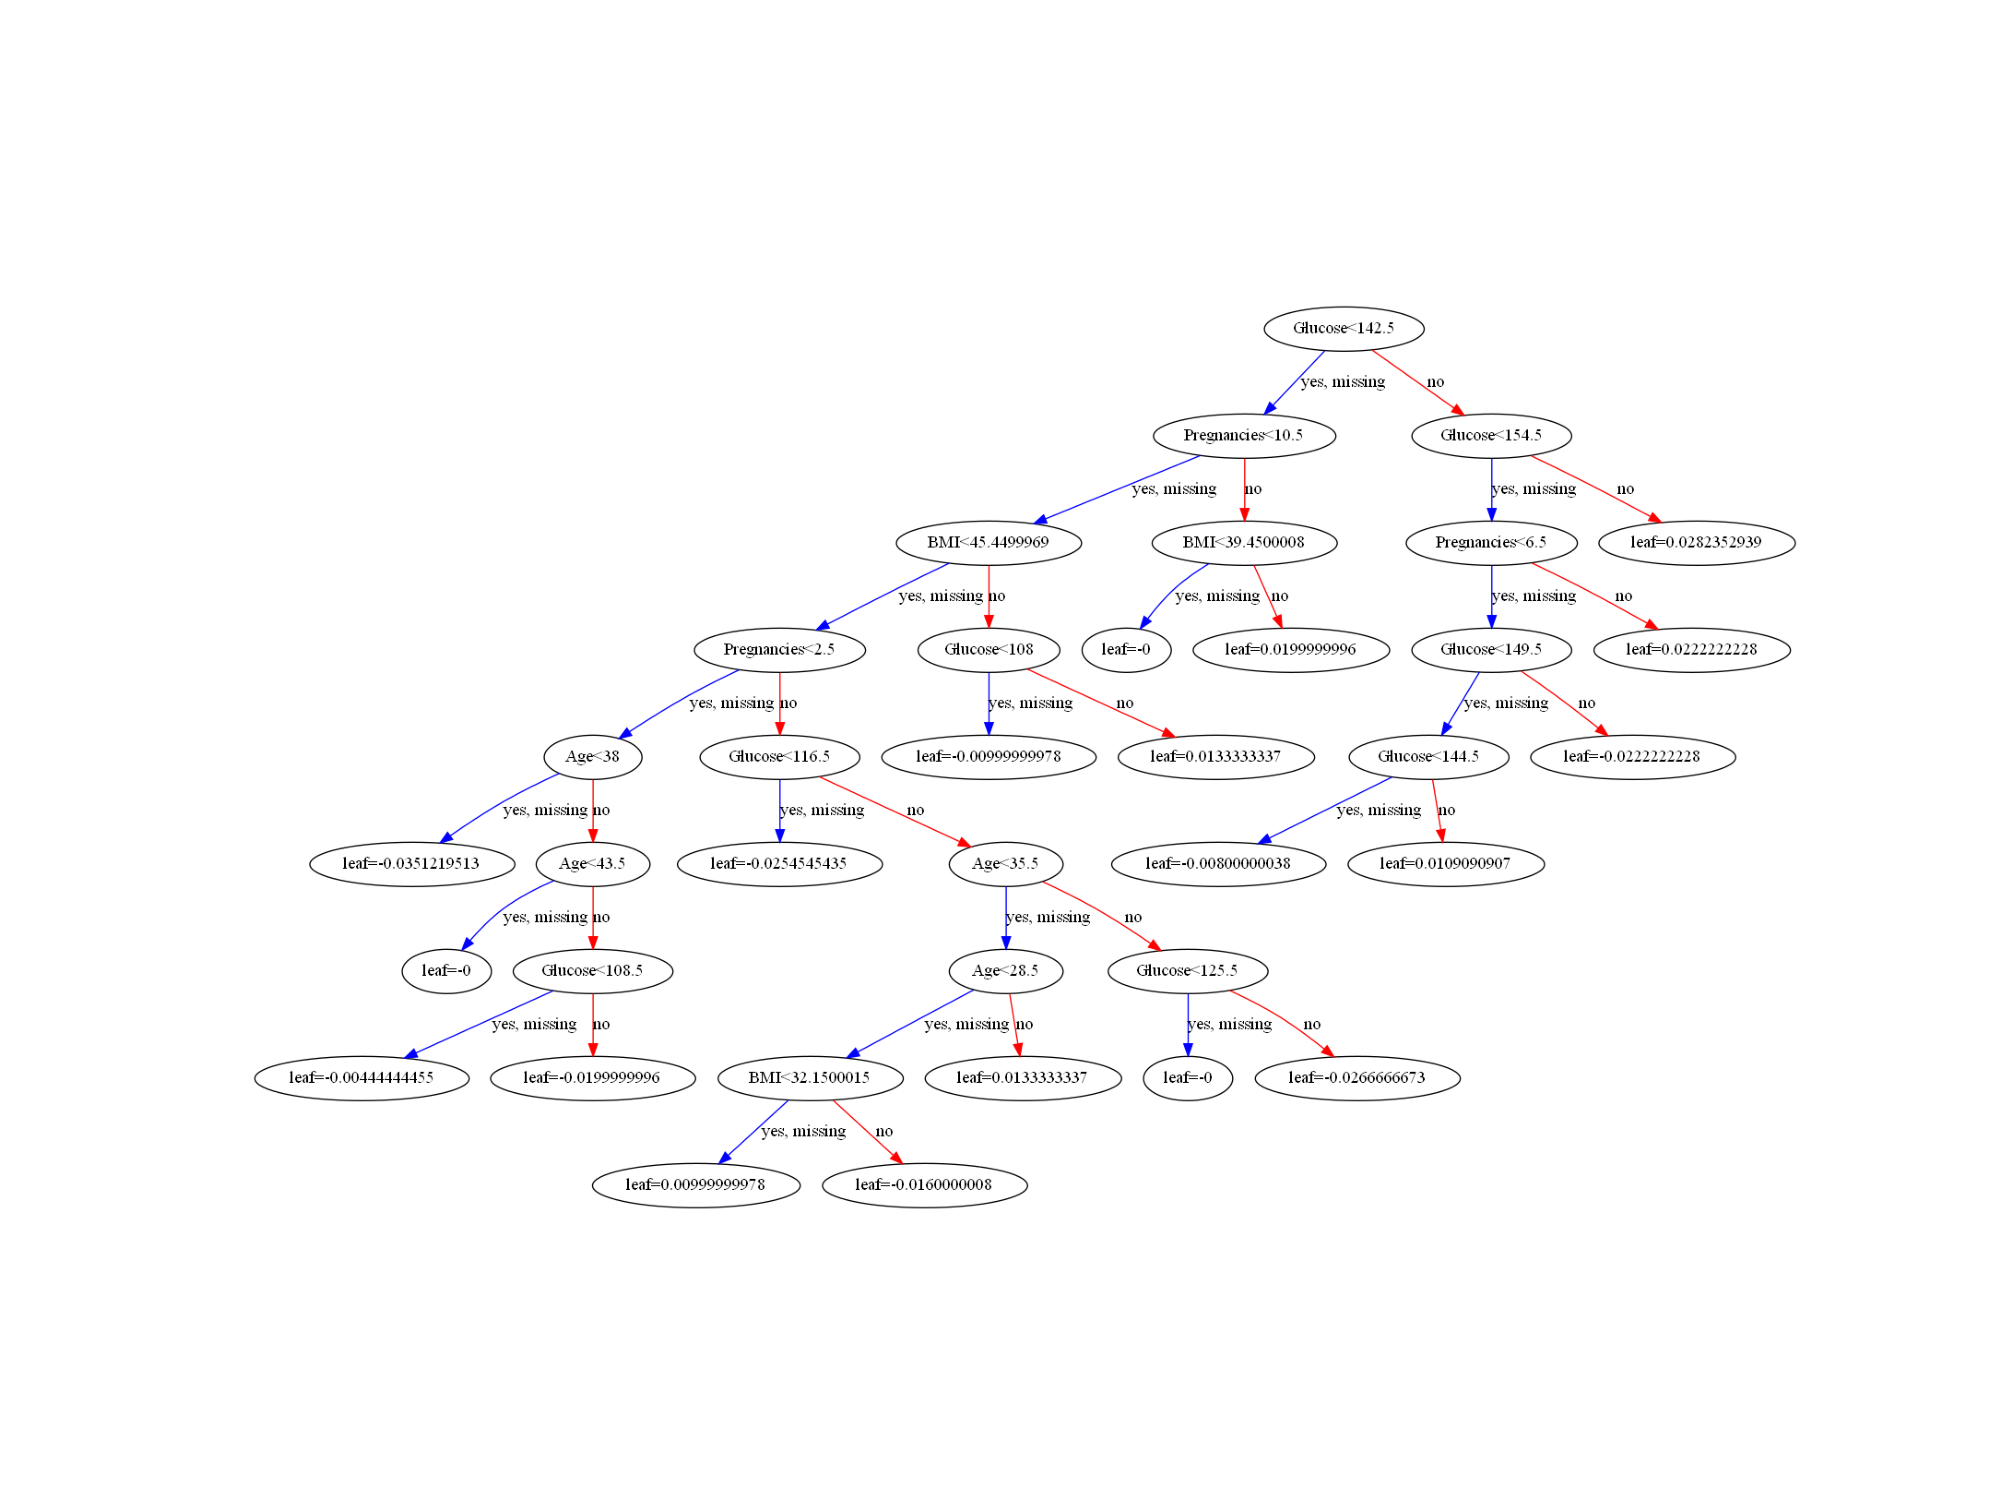 Glucose<142.5
yes, missing
no
Pregnancies<10.5
Glucose<154.5
yes, missing
no
yes, missing
no
BMI<45.4499969
BMI<39.4500008
Pregnancies<6.5
leaf=0.0282352939
yes, missing
no
yes, missing
no
yes, missing
no
Pregnancies<2.5
Glucose<108
leaf=-0
leaf=0.0199999996
Glucose<149.5
leaf=0.0222222228
yes, missing
no
yes, missing
no
yes, missing
no
Age<38
Glucose<116.5
leaf=-0.00999999978
leaf=0.0133333337
Glucose<144.5
leaf=-0.0222222228
yes, missing
no
yes, missing
no
yes, missing
no
leaf=-0.0351219513
Age<43.5
leaf=-0.0254545435
Age<35.5
leaf=-0.00800000038
leaf=0.0109090907
yes, missing
no
yes, missing
no
leaf=-0
Glucose<108.5
Age<28.5
Glucose<125.5
yes, missing
no
yes, missing
no
yes, missing
no
leaf=-0.00444444455
leaf=-0.0199999996
BMI<32.1500015
leaf=0.0133333337
leaf=-0
leaf=-0.0266666673
yes, missing
no
leaf=0.00999999978
leaf=-0.0160000008